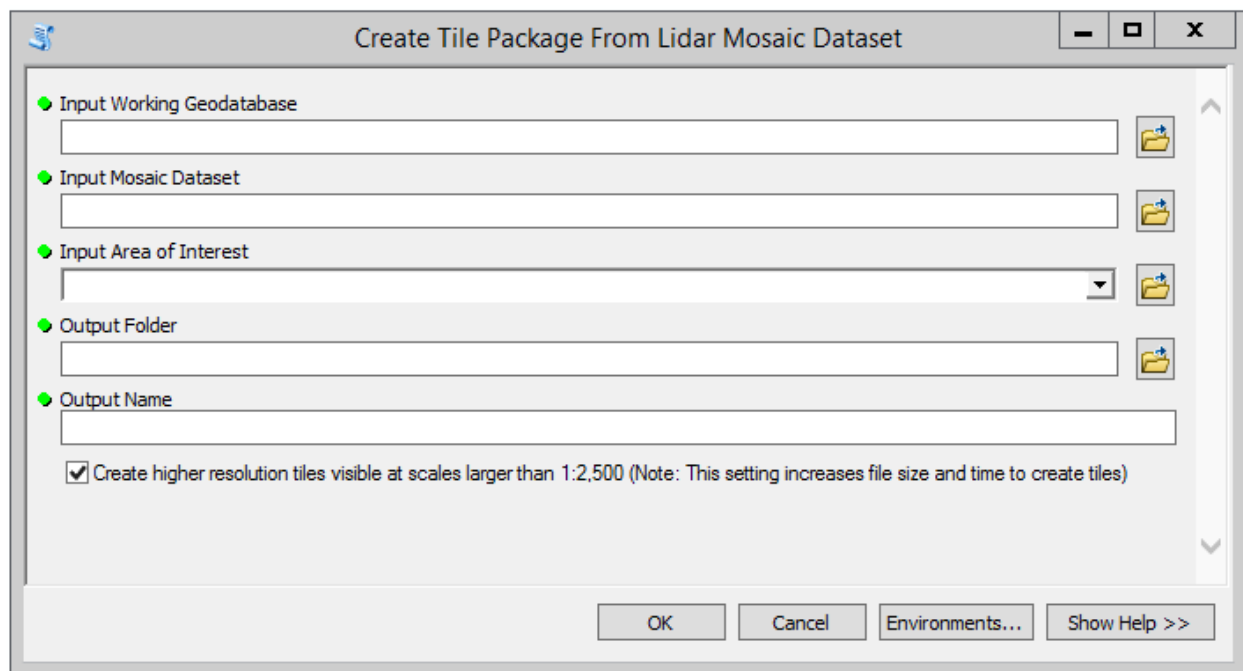 Create Tile Package From Lidar Mosaic Dataset
Input Working Geodatabase
Input Mosaic Dataset
Input Area of Interest
Output Folder
Output Name
Create higher resolution tiles visible at scales larger than 1:2,500 (Note: This setting increases file size and time to create tiles)
OK Cancel Environments... Show Help >>